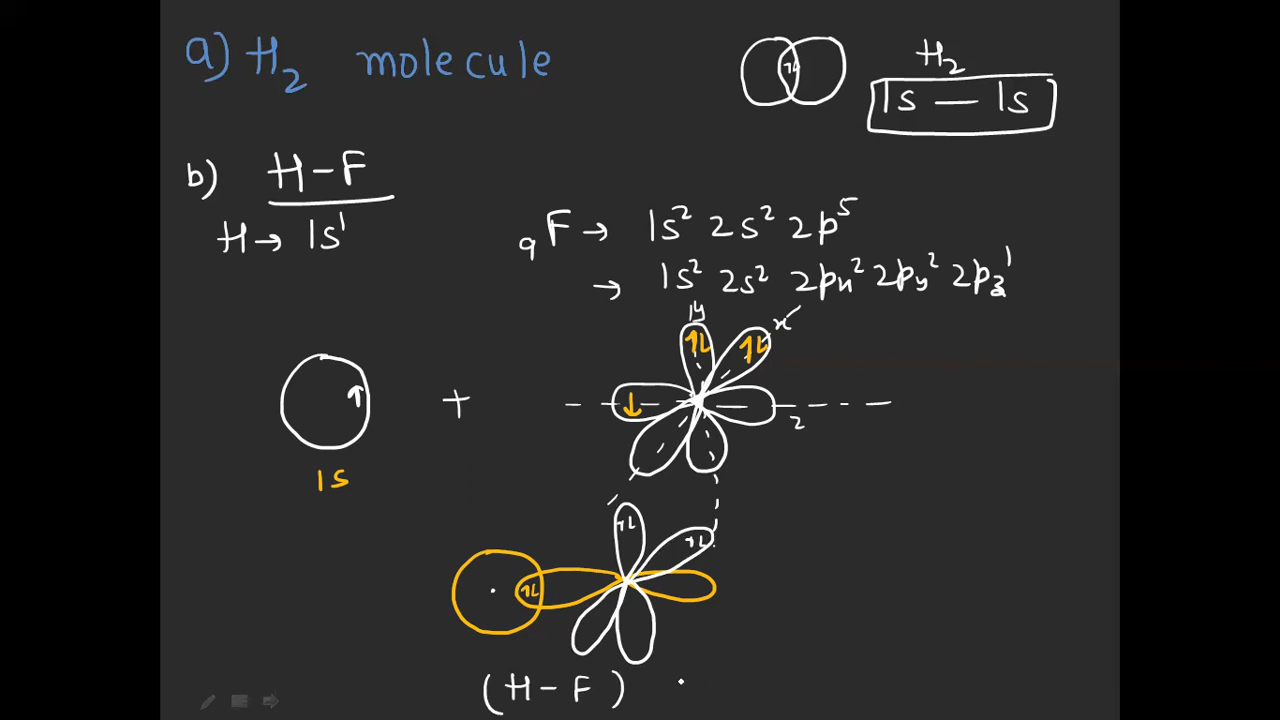 a) H₂ molecule
H₂
1s — 1s
b) H – F
H → 1s¹
₉F → 1s² 2s² 2p⁵
→ 1s² 2s² 2px² 2py² 2pz¹
y
x
z
+
1s
(H – F)